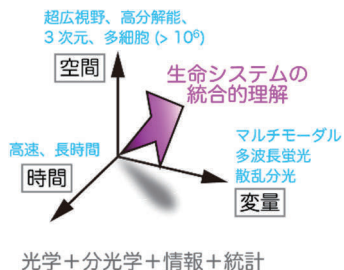 超広視野、高分解能、
3次元、多細胞 (> 10⁶)
空間
生命システムの
統合的理解
マルチモーダル
多波長蛍光
散乱分光
変量
高速、長時間
時間
光学＋分光学＋情報＋統計